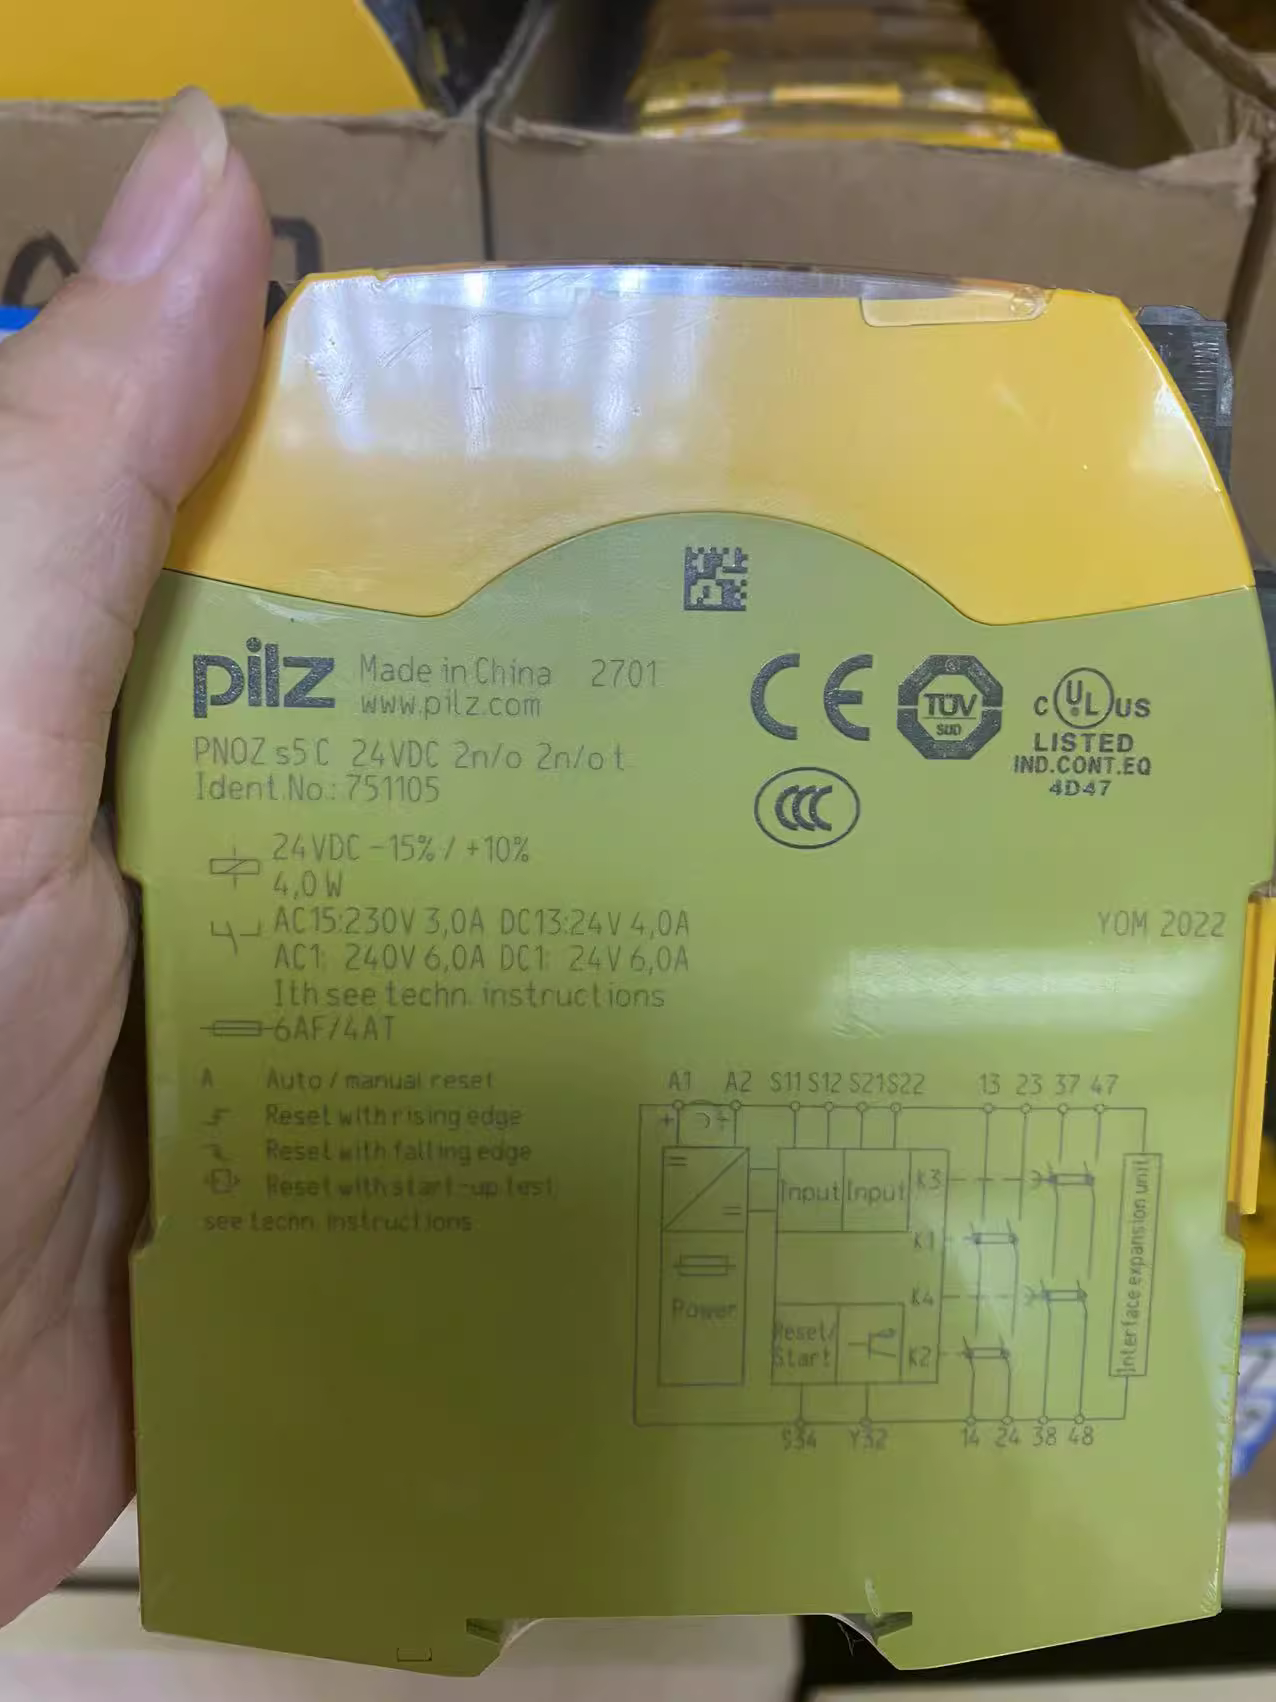 pilz Made in China 2701
www.pilz.com
PNOZ s5 C 24VDC 2n/o 2n/o t
Ident.No.: 751105
CE
TÜV
SÜD
c UL US
LISTED
IND.CONT.EQ
4D47
CCC
24VDC -15% / +10%
4,0W
AC15:230V 3,0A DC13:24V 4,0A
AC1: 240V 6,0A DC1: 24V 6,0A
Ith see techn. instructions
6AF/4AT
YOM 2022
A Auto / manual reset
Reset with rising edge
Reset with falling edge
Reset with start-up test
see techn. instructions
A1 A2 S11 S12 S21 S22 13 23 37 47
+
= =
Input Input K3
K1
K4
Power
Reset/
Start K2
Interface expansion unit
S34 Y32 14 24 38 48